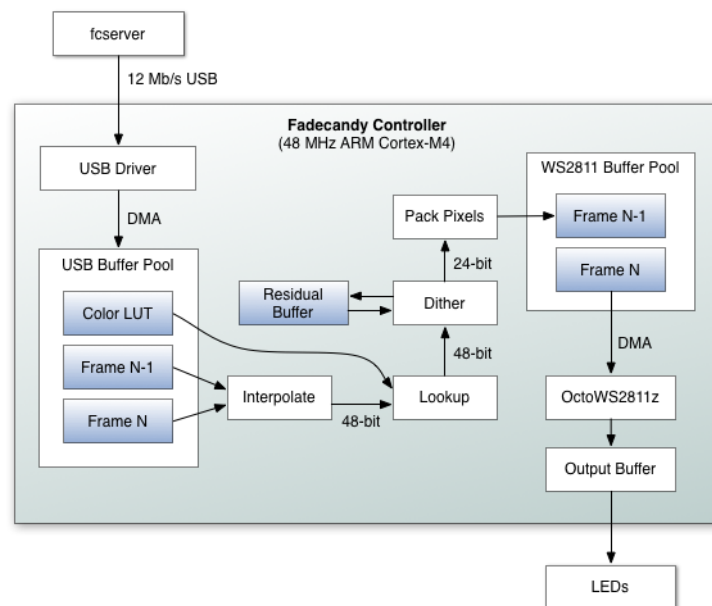 fcserver
12 Mb/s USB
Fadecandy Controller
(48 MHz ARM Cortex-M4)
USB Driver
DMA
USB Buffer Pool
Color LUT
Frame N-1
Frame N
Interpolate
48-bit
Lookup
48-bit
Residual
Buffer
Dither
24-bit
Pack Pixels
WS2811 Buffer Pool
Frame N-1
Frame N
DMA
OctoWS2811z
Output Buffer
LEDs